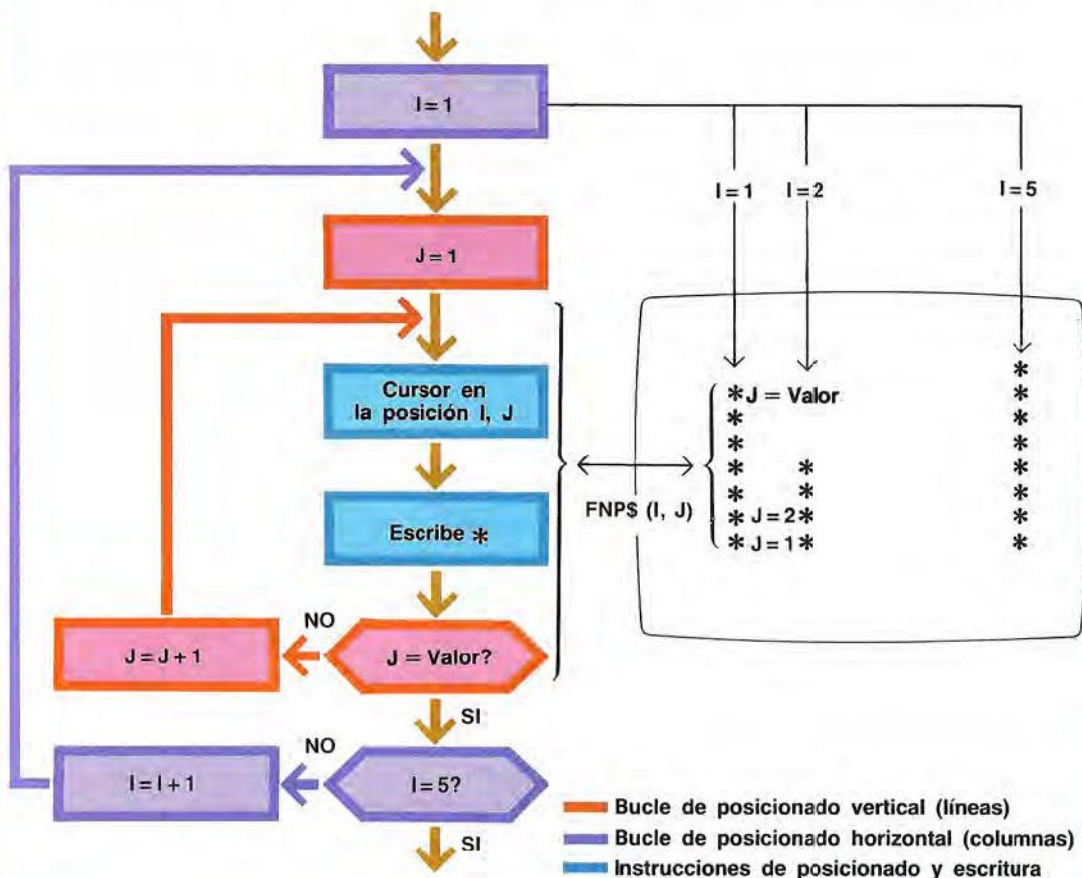 I = 1
I = 1
I = 2
I = 5
J = 1
Cursor en
la posición I, J
Escribe *
J = Valor?
NO
J = J + 1
SI
I = 5?
NO
I = I + 1
SI
FNP$ (I, J)
*
* J = Valor *
* *
* *
* * *
* * *
* J = 2 * *
* J = 1 * *
Bucle de posicionado vertical (líneas)
Bucle de posicionado horizontal (columnas)
Instrucciones de posicionado y escritura